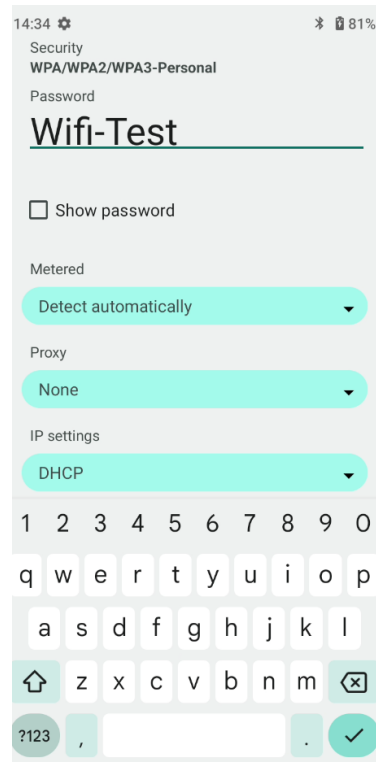 14:34 81%
Security
WPA/WPA2/WPA3-Personal
Password
Wifi-Test
Show password
Metered
Detect automatically
Proxy
None
IP settings
DHCP
1 2 3 4 5 6 7 8 9 0
q w e r t y u i o p
a s d f g h j k l
z x c v b n m
?123 , .